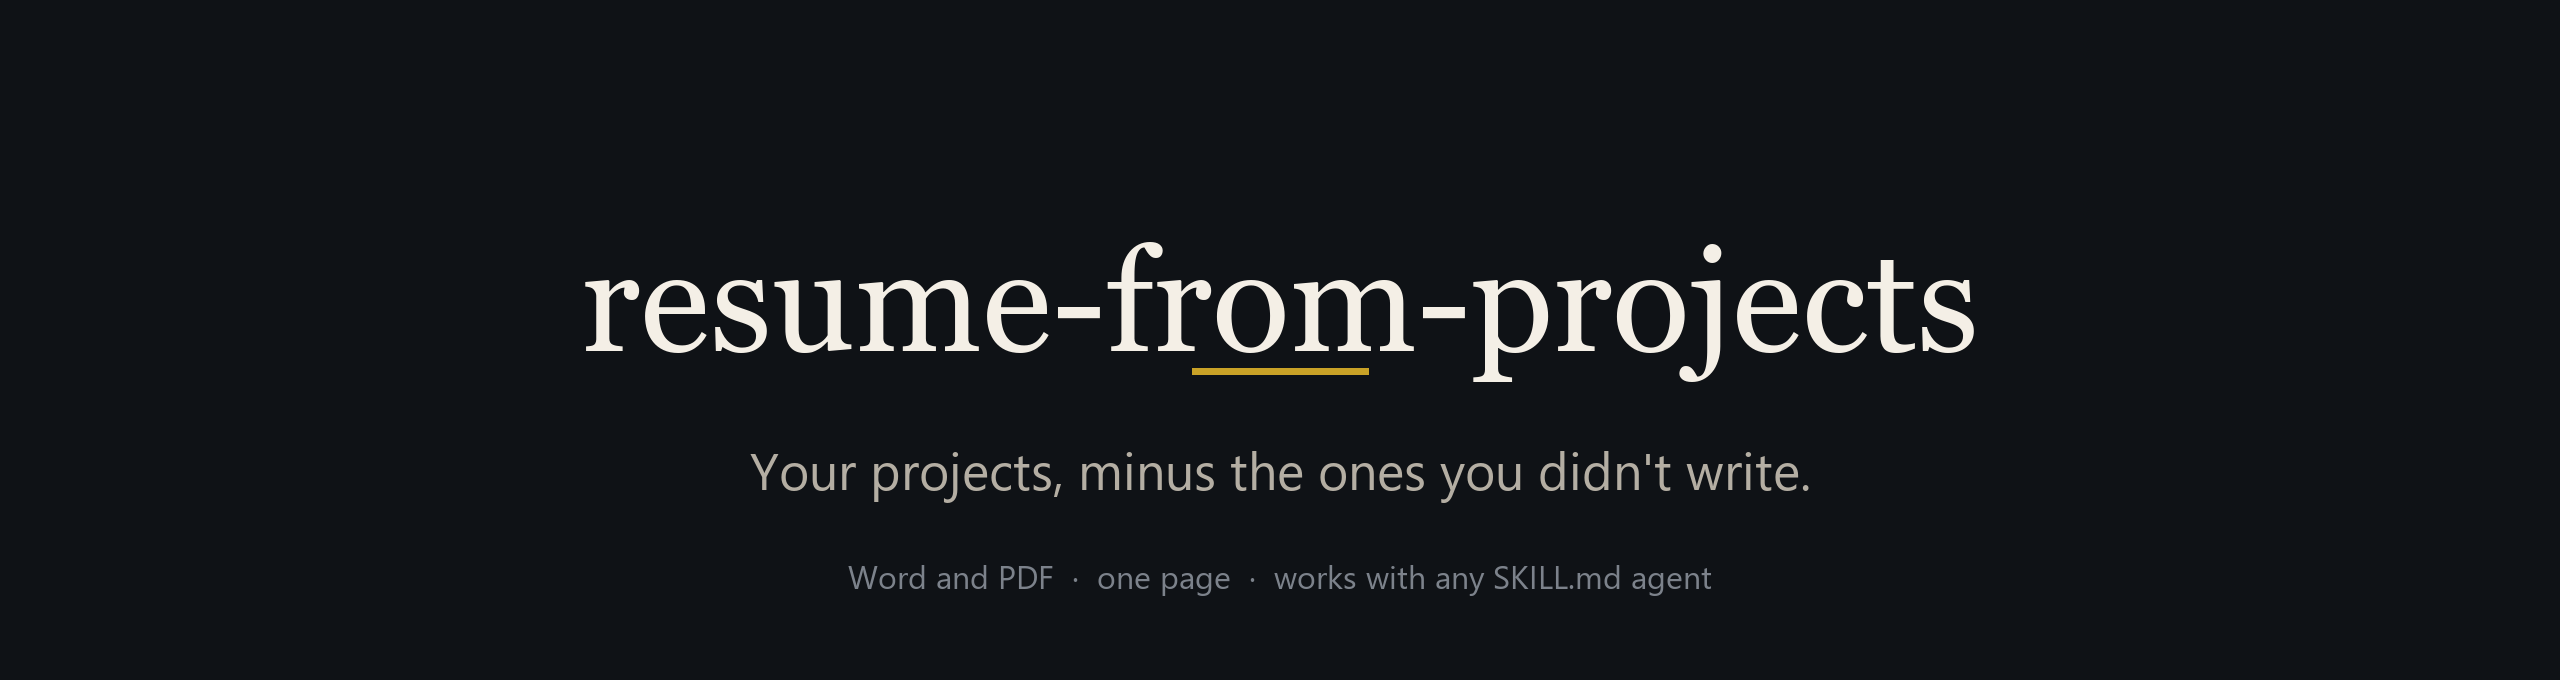 resume-from-projects
Your projects, minus the ones you didn't write.
Word and PDF · one page · works with any SKILL.md agent